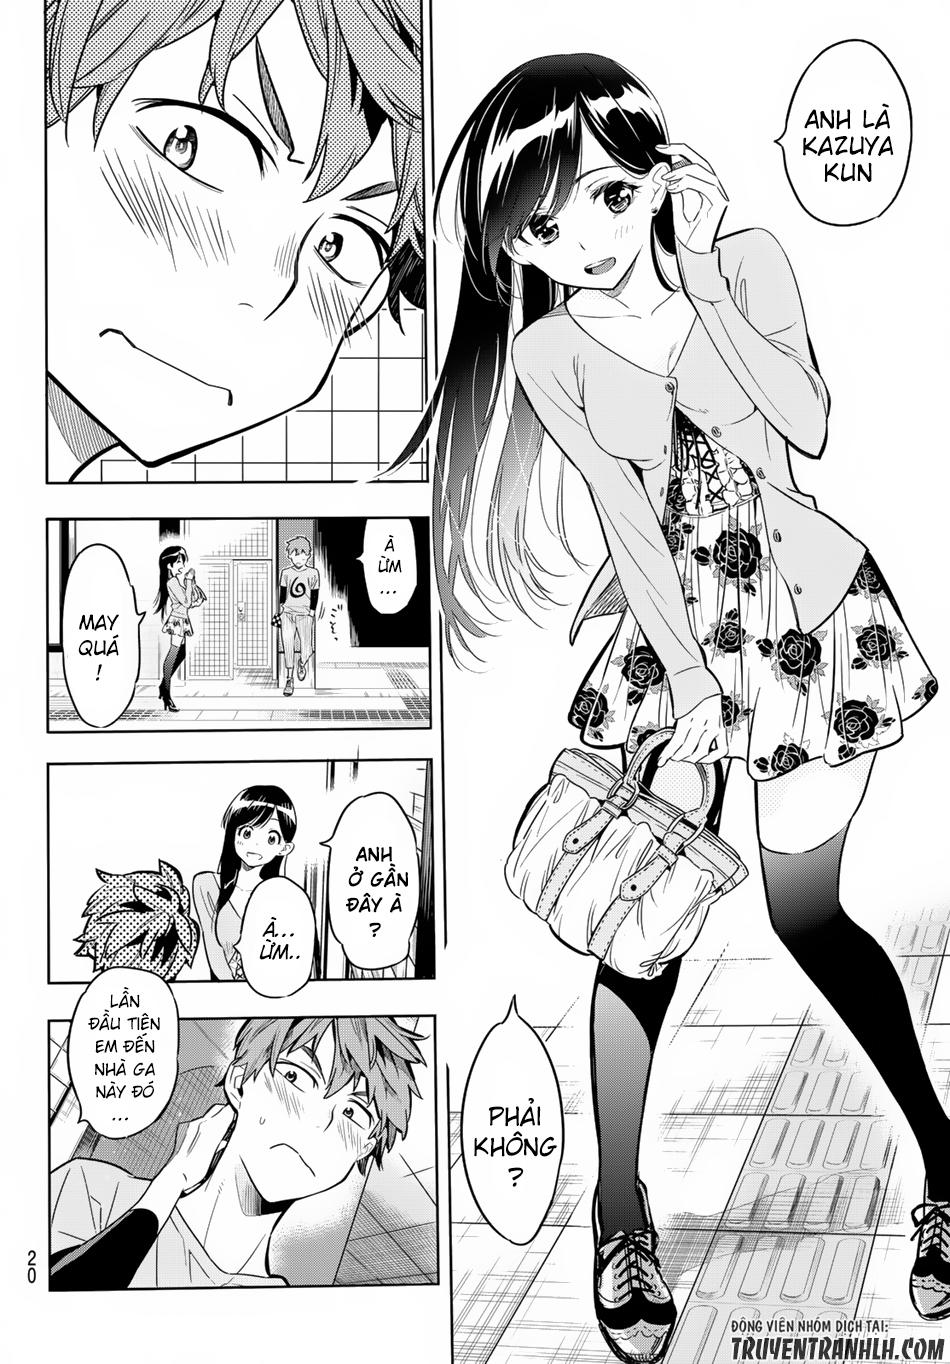 ANH LÀ
KAZUYA
KUN
PHẢI
KHÔNG
?
À
ỪM
...
MAY
QUÁ
!
ANH
Ở GẦN
ĐÂY À
?
À...
ỪM..
LẦN
ĐẦU TIÊN
EM ĐẾN
NHÀ GA
NÀY ĐÓ
...
20
ĐỘNG VIÊN NHÓM DỊCH TẠI:
TRUYENTRANHLH.COM